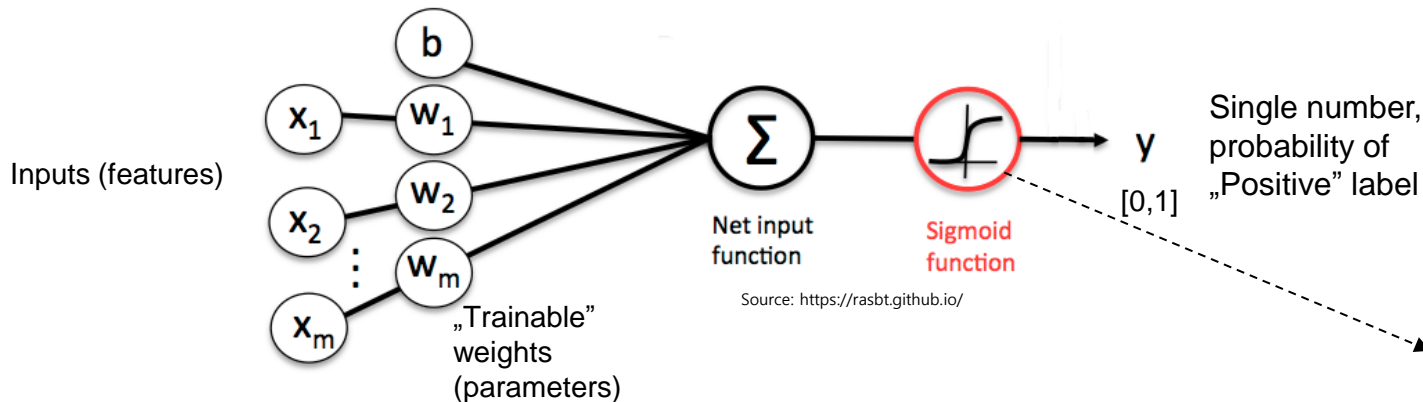 b
x₁
w₁
Inputs (features)
x₂
w₂
⋮
xₘ
wₘ
„Trainable”
weights
(parameters)
Σ
Net input
function
Sigmoid
function
Source: https://rasbt.github.io/
y
[0,1]
Single number,
probability of
„Positive” label